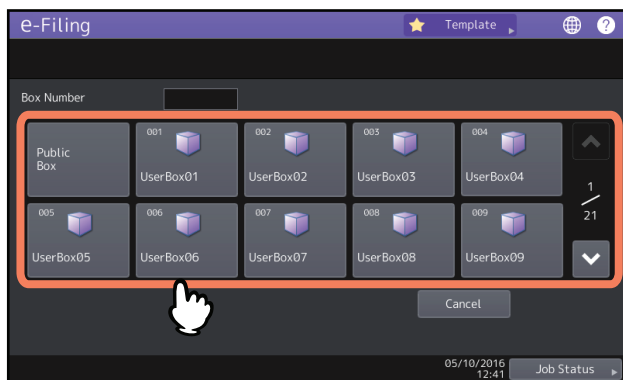 e-Filing
Template
?
Box Number
Public
Box
001
UserBox01
002
UserBox02
003
UserBox03
004
UserBox04
1
21
005
UserBox05
006
UserBox06
007
UserBox07
008
UserBox08
009
UserBox09
Cancel
05/10/2016
12:41
Job Status